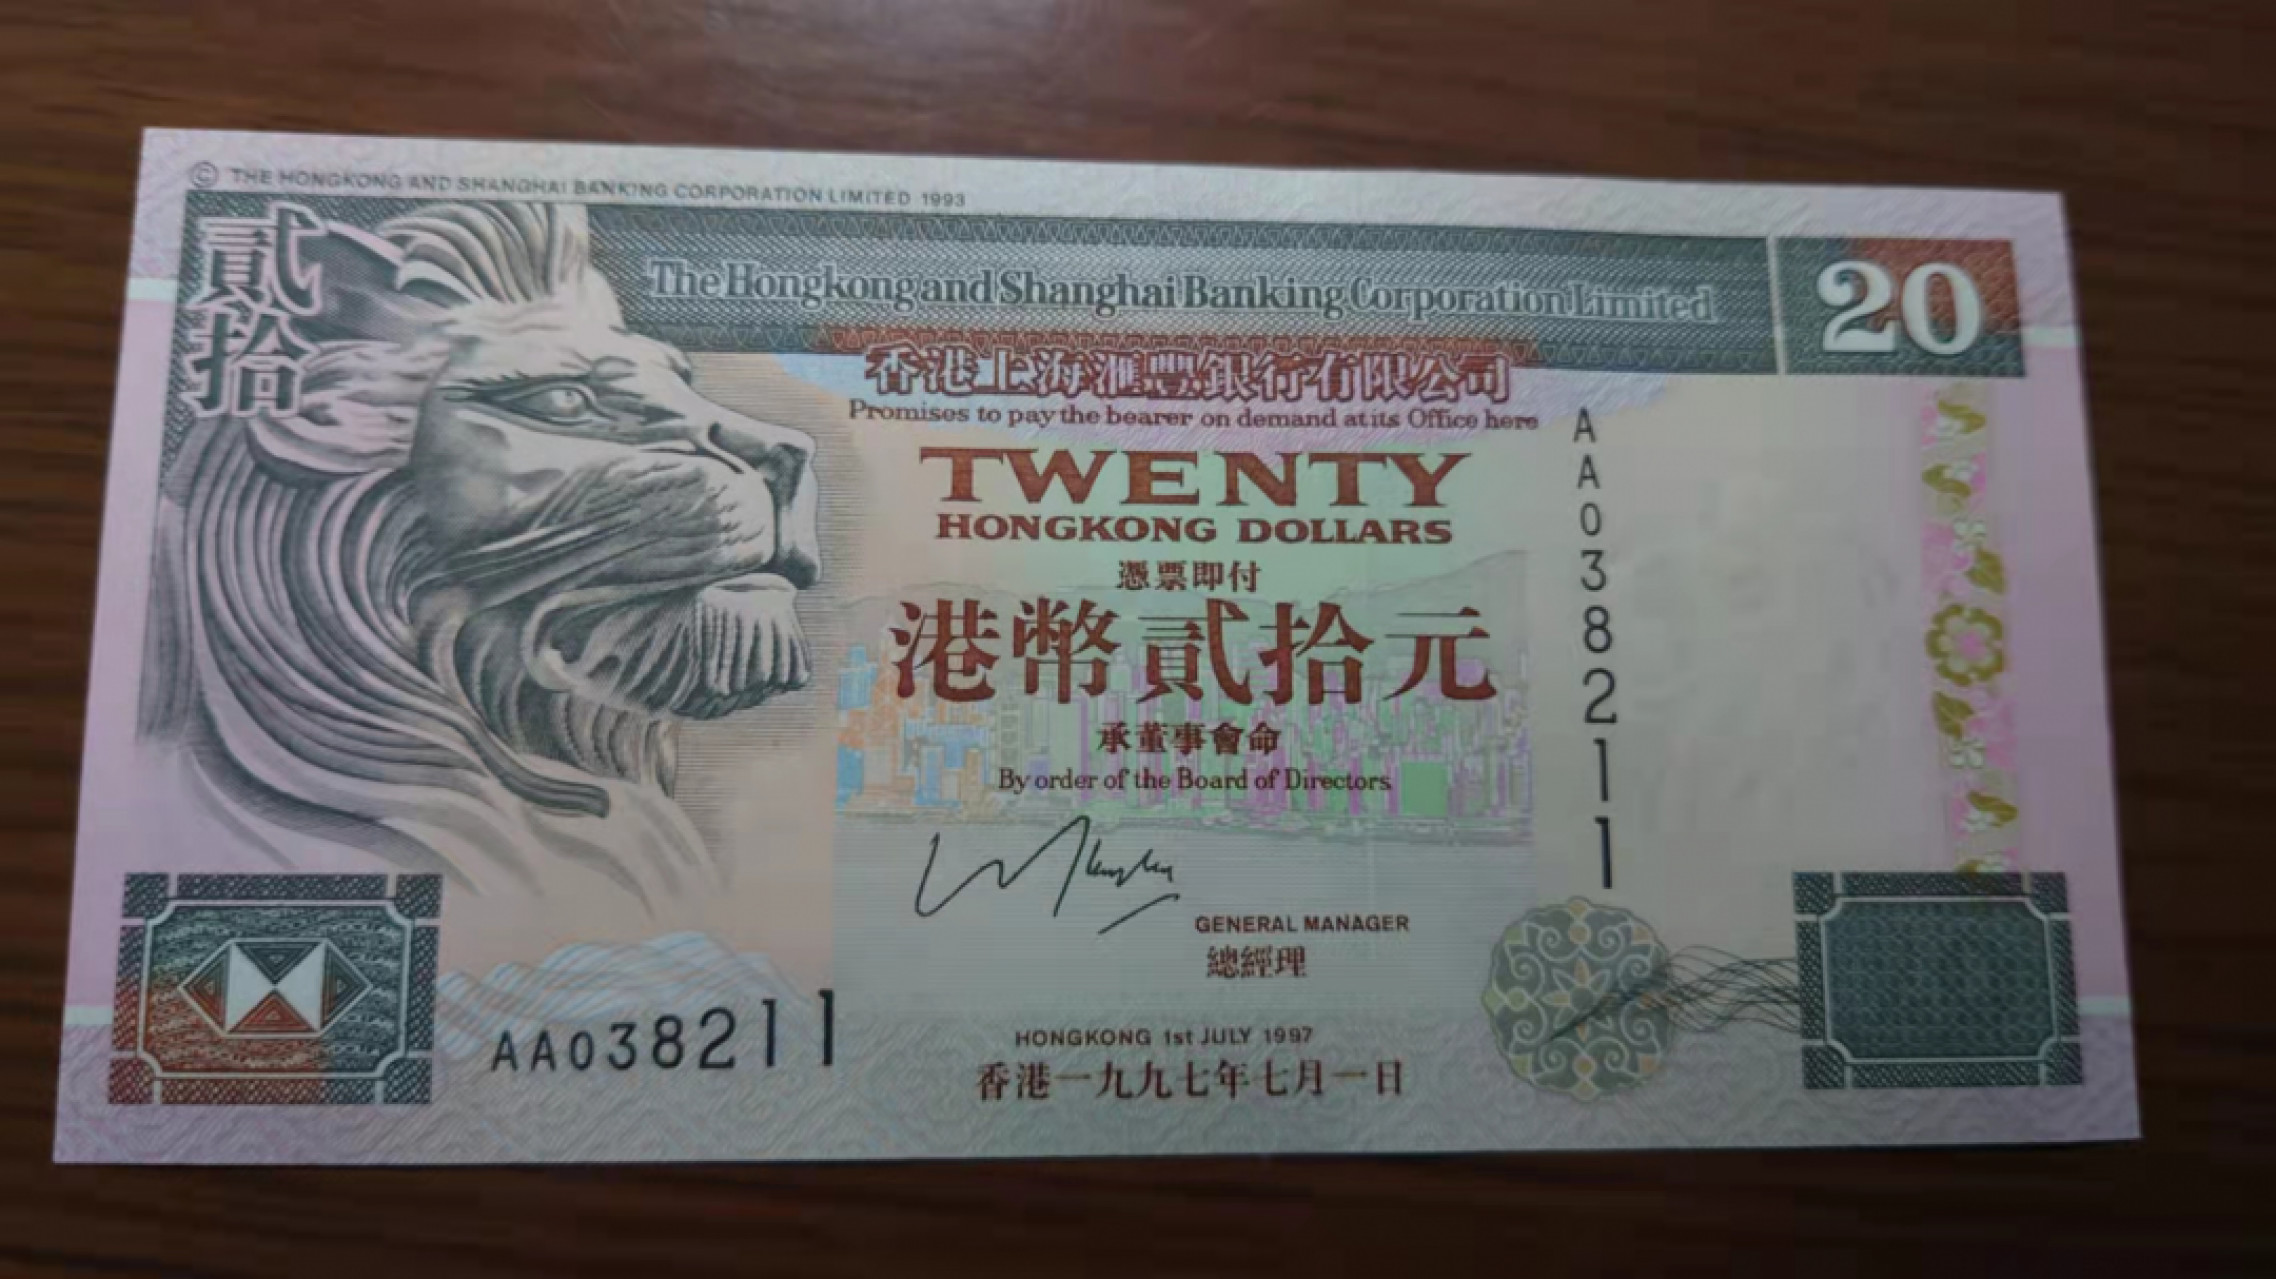 © THE HONGKONG AND SHANGHAI BANKING CORPORATION LIMITED 1993
貳拾
The Hongkong and Shanghai Banking Corporation Limited
20
香港上海滙豐銀行有限公司
Promises to pay the bearer on demand at its Office here
TWENTY
HONGKONG DOLLARS
憑票即付
港幣貳拾元
承董事會命
By order of the Board of Directors
AA038211
GENERAL MANAGER
總經理
AA038211
HONGKONG 1st JULY 1997
香港一九九七年七月一日